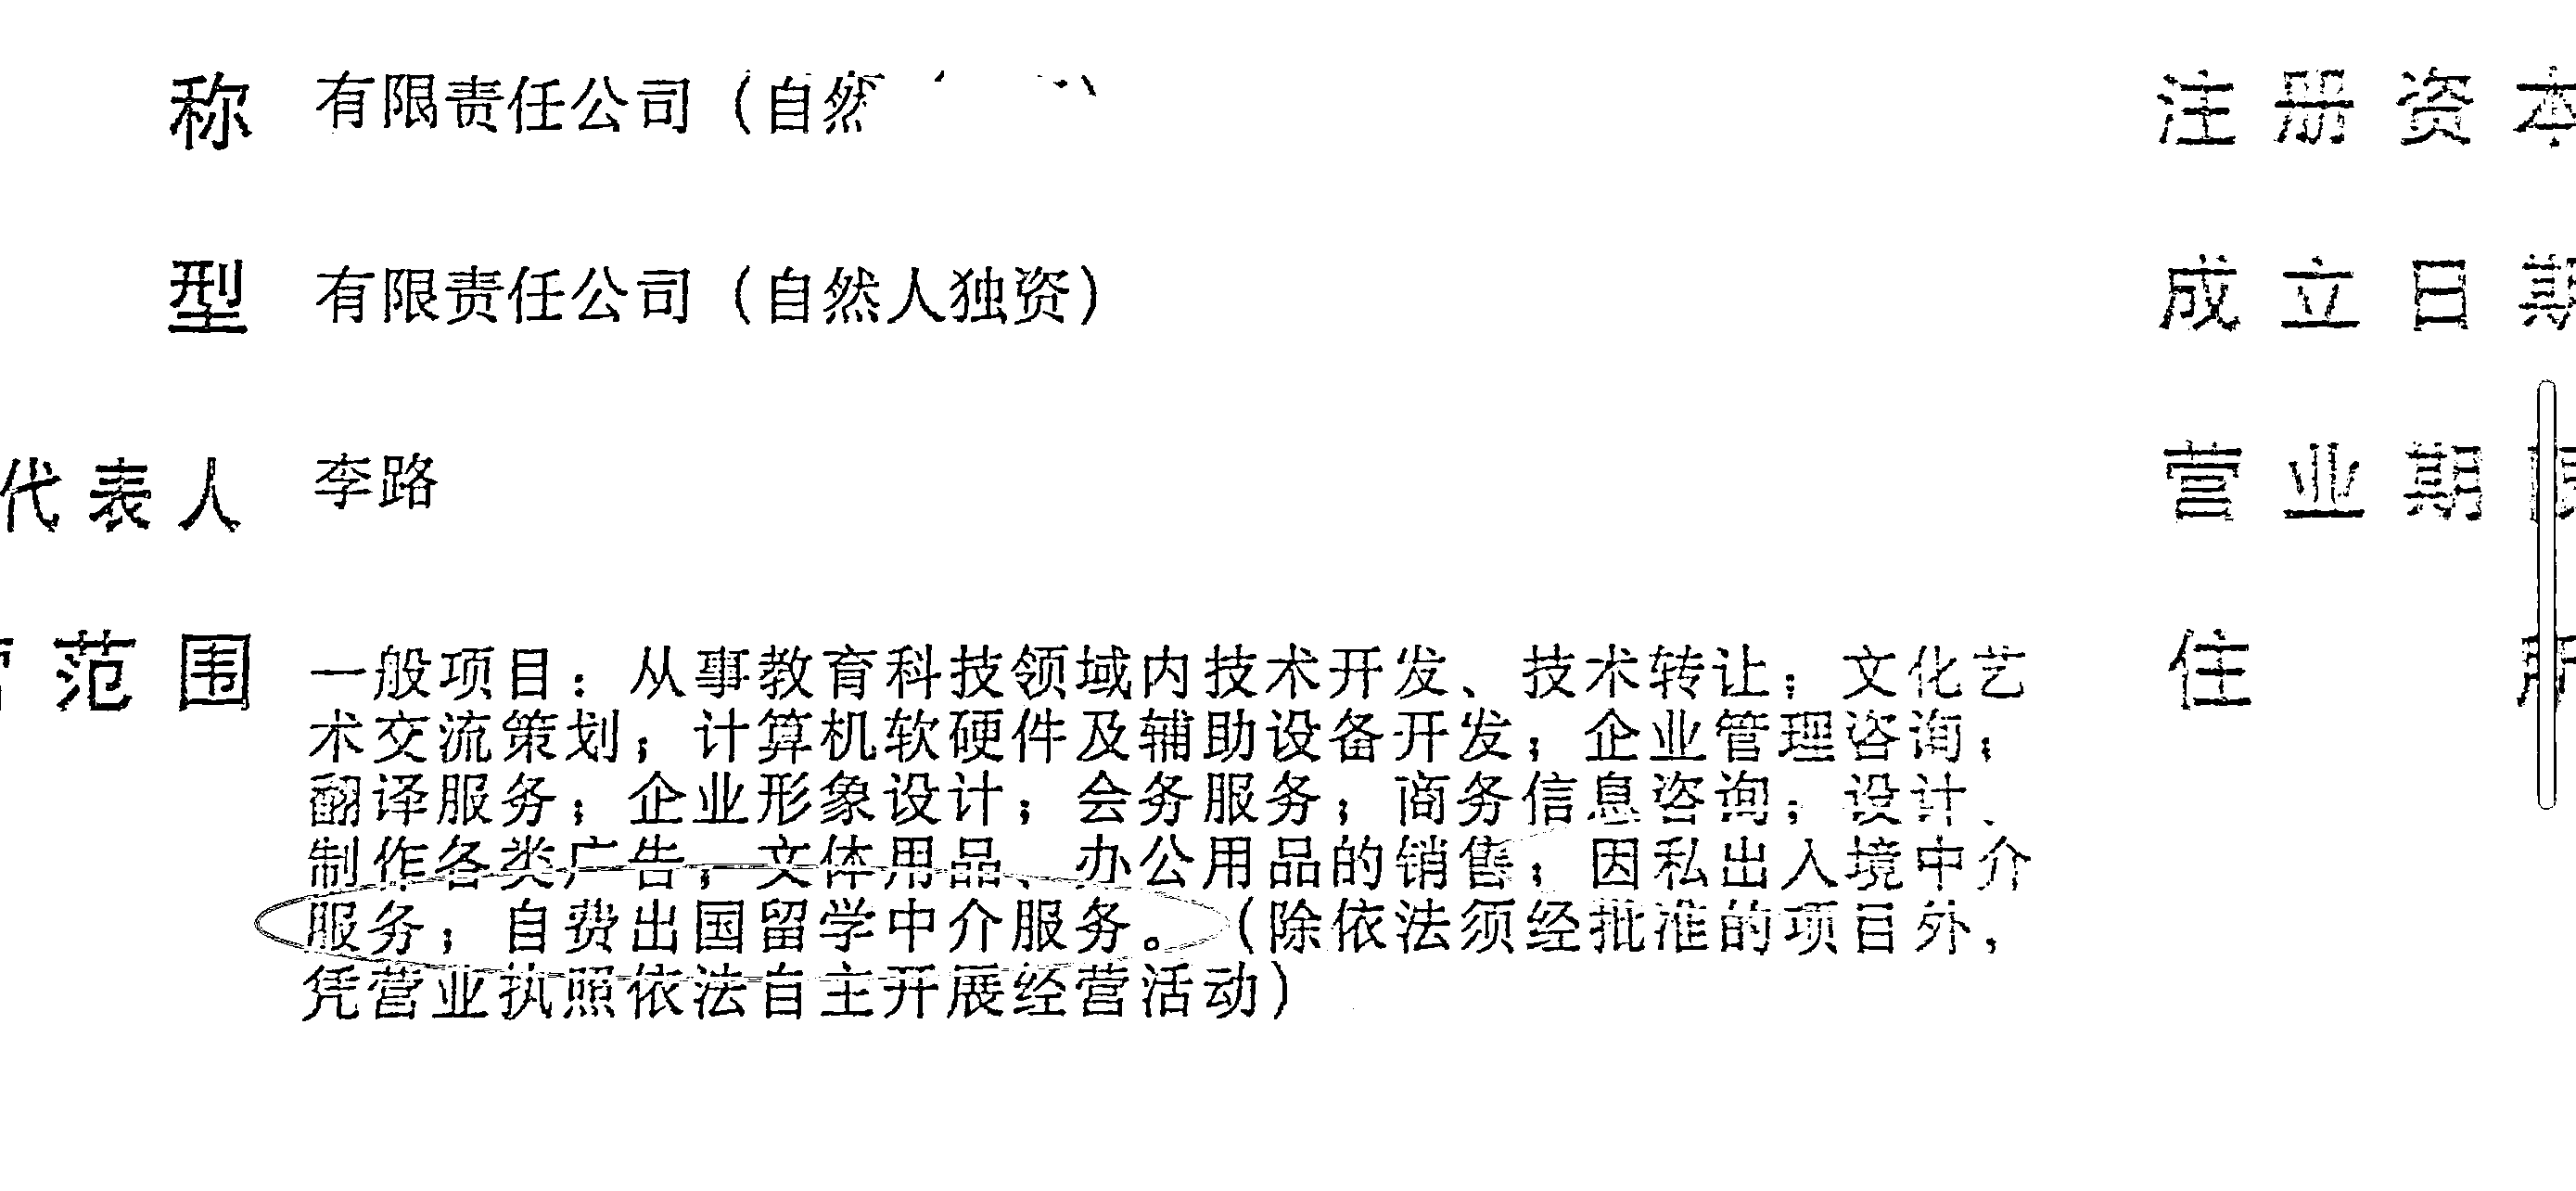 称 有限责任公司（自然 注册资本
型 有限责任公司（自然人独资） 成立日期
代表人 李路 营业期限
范围 一般项目：从事教育科技领域内技术开发、技术转让；文化艺 住所
术交流策划；计算机软硬件及辅助设备开发；企业管理咨询；
翻译服务；企业形象设计；会务服务；商务信息咨询；设计、
制作各类广告；文体用品、办公用品的销售；因私出入境中介
服务；自费出国留学中介服务。（除依法须经批准的项目外，
凭营业执照依法自主开展经营活动）